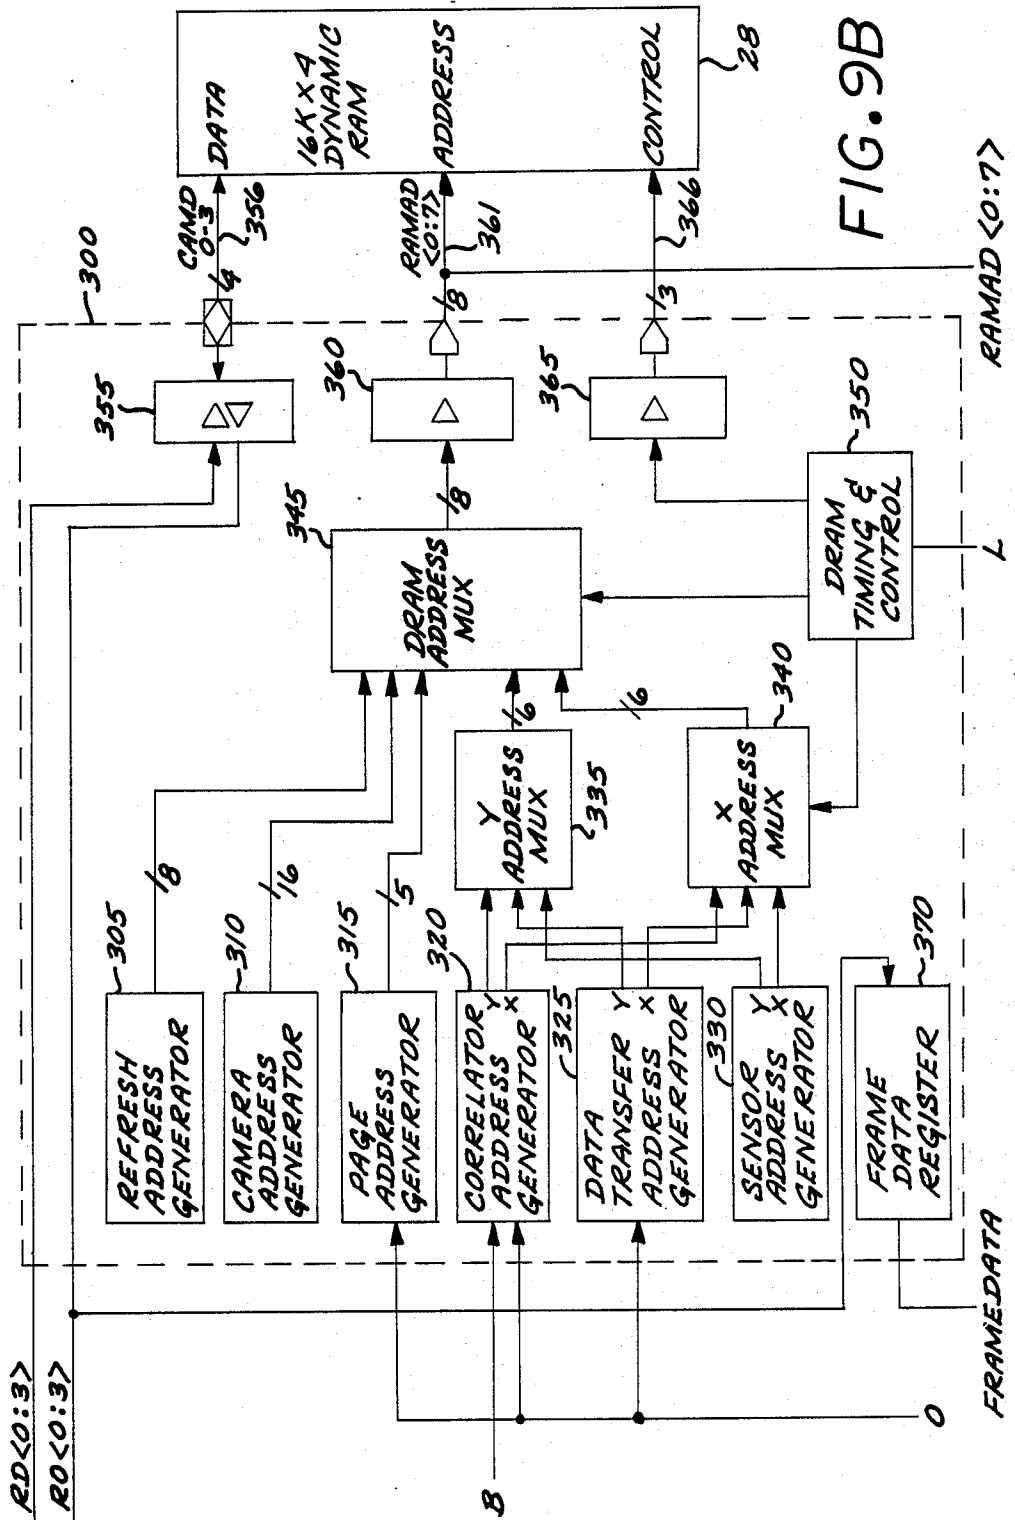 RD<0:3>
RO<0:3>
B
O
FRAMEDATA
L
RAMAD<0:7>
300
305
REFRESH
ADDRESS
GENERATOR
8
310
CAMERA
ADDRESS
GENERATOR
16
315
PAGE
ADDRESS
GENERATOR
5
320
CORRELATOR Y
ADDRESS X
GENERATOR
325
DATA
TRANSFER Y
ADDRESS X
GENERATOR
330
SENSOR Y
ADDRESS X
GENERATOR
370
FRAME
DATA
REGISTER
Y
ADDRESS
MUX
335
6
X
ADDRESS
MUX
340
6
345
DRAM
ADDRESS
MUX
8
350
DRAM
TIMING &
CONTROL
355
360
365
4
CAMD
0-3
356
8
RAMAD
<0:7>
361
3
366
DATA
16K X 4
DYNAMIC
RAM
ADDRESS
CONTROL
28
FIG. 9B